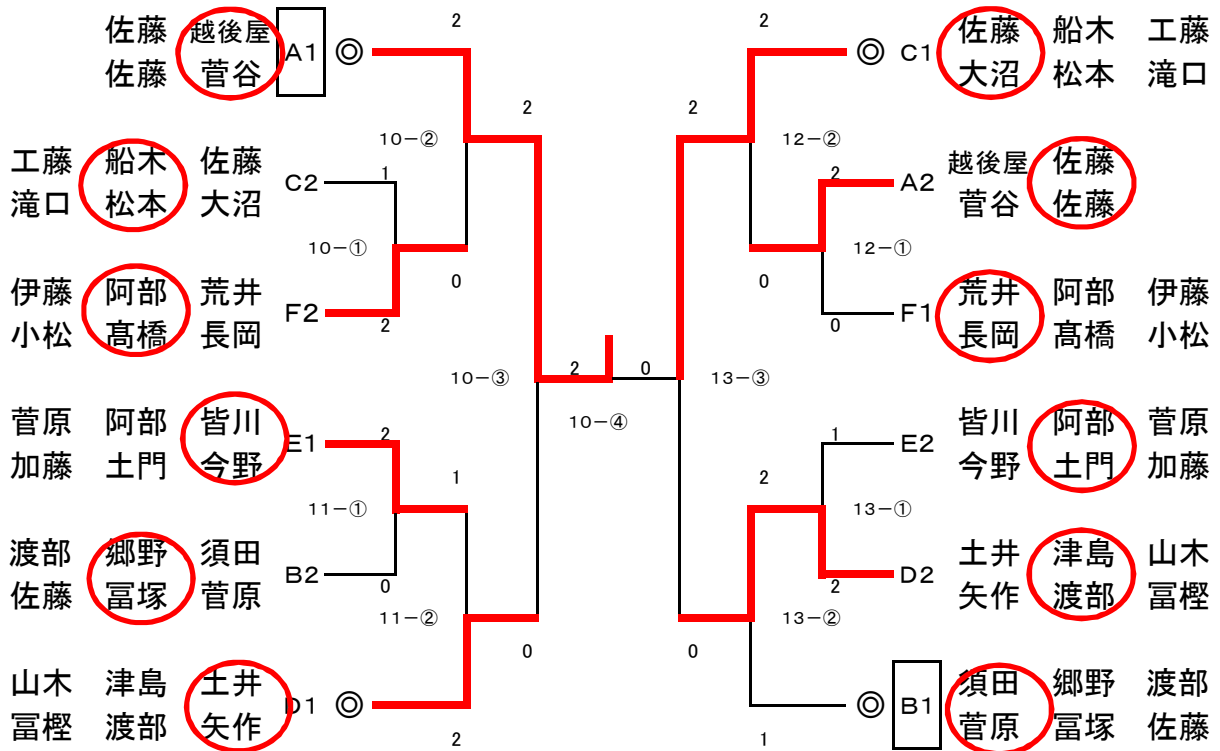 2
2
佐藤 越後屋 A1 ◎
佐藤 菅谷
◎ C1 佐藤 船木 工藤
大沼 松本 滝口
2
2
10-②
12-②
工藤 船木 佐藤 C2 1
滝口 松本 大沼
2 A2 越後屋 佐藤
菅谷 佐藤
10-①
12-①
0
0
伊藤 阿部 荒井 F2 2
小松 髙橋 長岡
0 F1 荒井 阿部 伊藤
長岡 髙橋 小松
10-③
2
0
13-③
10-④
菅原 阿部 皆川 E1 2
加藤 土門 今野
1 E2 皆川 阿部 菅原
今野 土門 加藤
1
2
11-①
13-①
渡部 郷野 須田 B2 0
佐藤 冨塚 菅原
2 D2 土井 津島 山木
矢作 渡部 冨樫
11-②
13-②
0
0
山木 津島 土井 D1 ◎
冨樫 渡部 矢作
◎ B1 須田 郷野 渡部
菅原 冨塚 佐藤
2
1